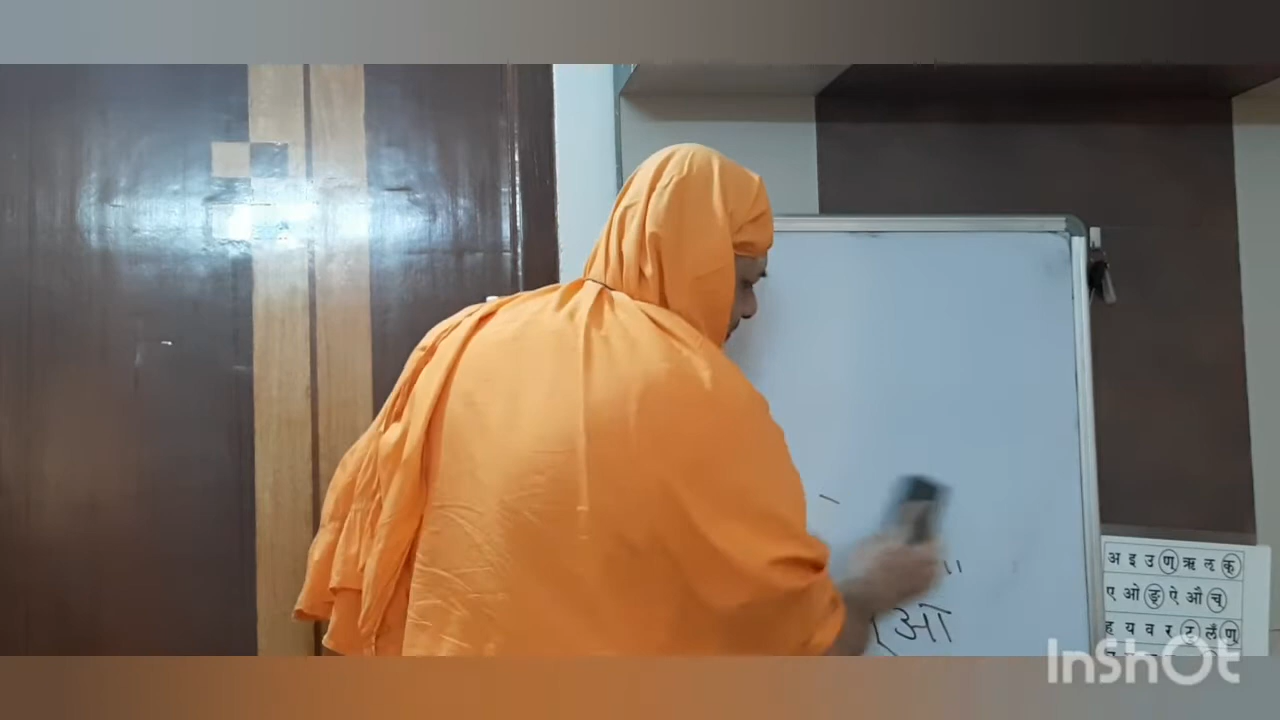 आ
अ इ उ ण् ऋ ऌ क्
ए ओ ङ् ऐ औ च्
ह य व र ट् लँ ण्
InShOt